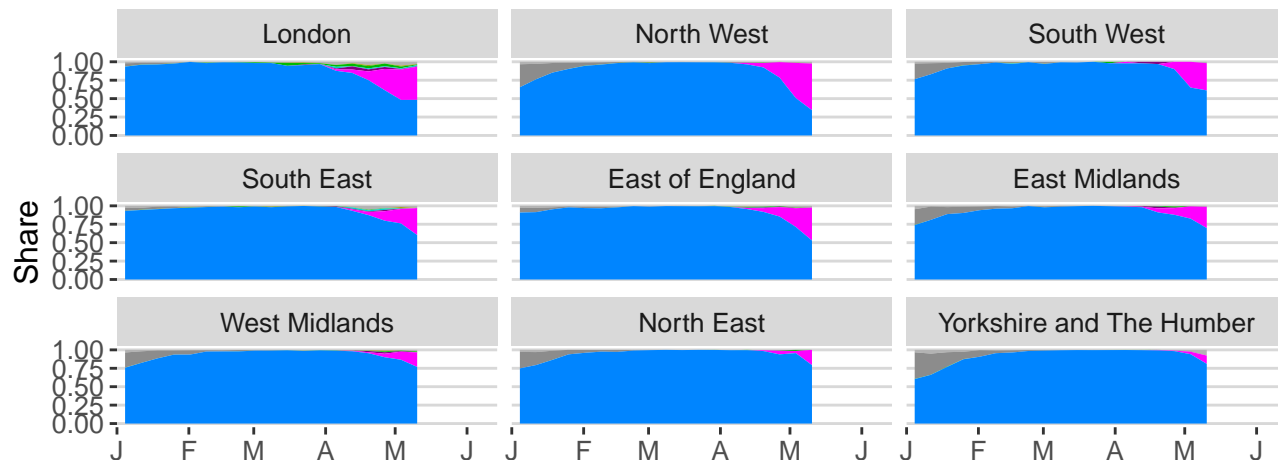 London
North West
South West
1.00
0.75
0.50
0.25
0.00
South East
East of England
East Midlands
Share
1.00
0.75
0.50
0.25
0.00
West Midlands
North East
Yorkshire and The Humber
1.00
0.75
0.50
0.25
0.00
J F M A M J J F M A M J J F M A M J